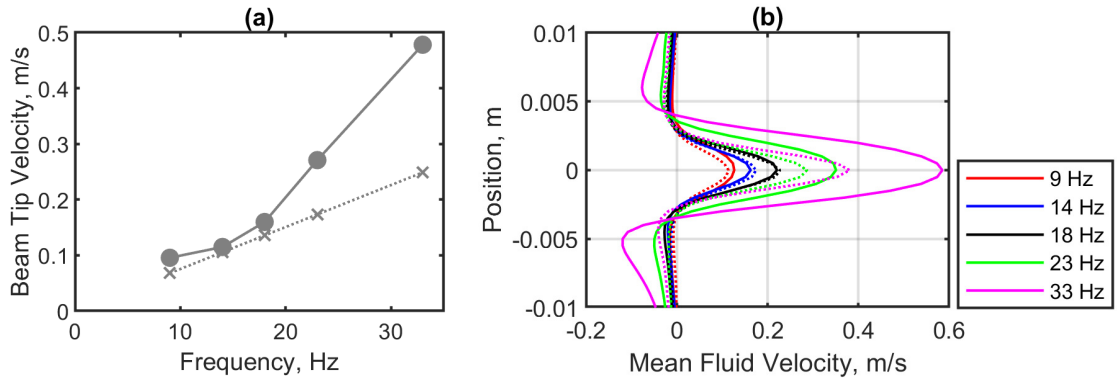 (a)
Beam Tip Velocity, m/s
0.5
0.4
0.3
0.2
0.1
0
0
10
20
30
Frequency, Hz
(b)
Position, m
0.01
0.005
0
-0.005
-0.01
-0.2
0
0.2
0.4
0.6
Mean Fluid Velocity, m/s
9 Hz
14 Hz
18 Hz
23 Hz
33 Hz